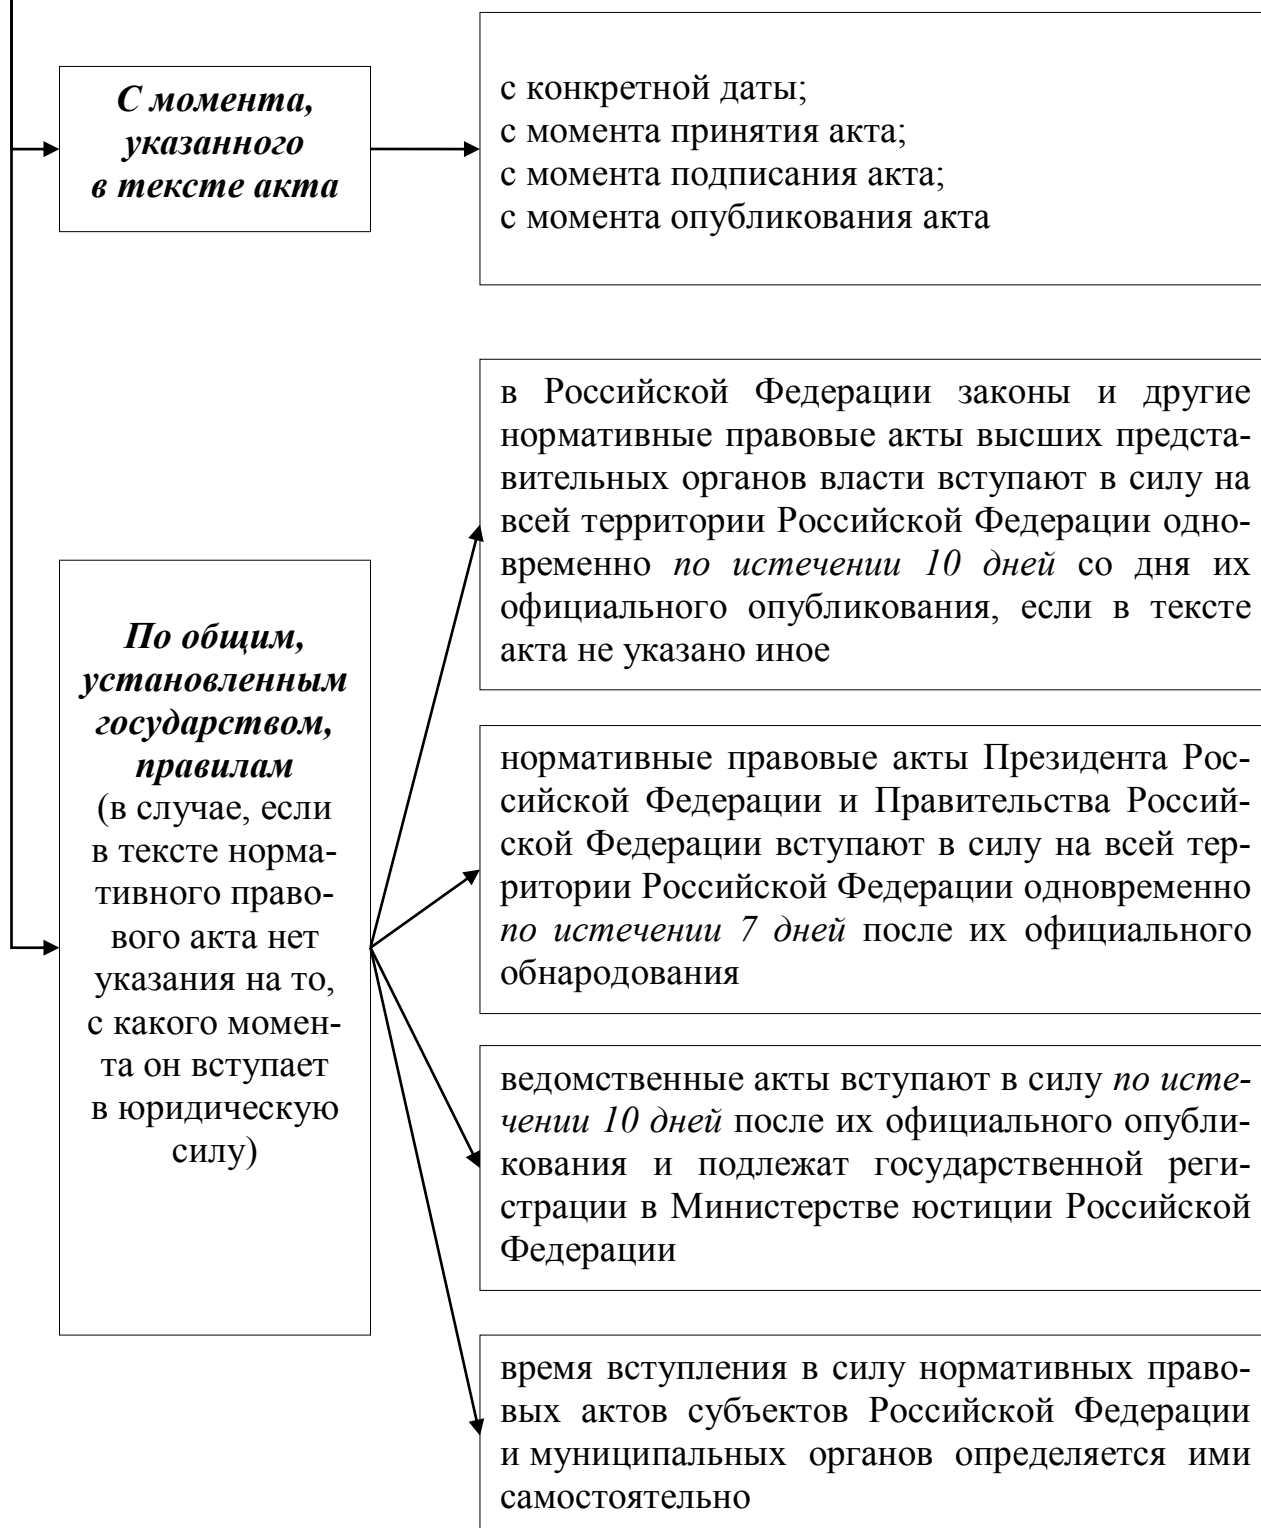 С момента,
указанного
в тексте акта
с конкретной даты;
с момента принятия акта;
с момента подписания акта;
с момента опубликования акта
По общим,
установленным
государством,
правилам
(в случае, если
в тексте норма-
тивного право-
вого акта нет
указания на то,
с какого момен-
та он вступает
в юридическую
силу)
в Российской Федерации законы и другие
нормативные правовые акты высших предста-
вительных органов власти вступают в силу на
всей территории Российской Федерации одно-
временно по истечении 10 дней со дня их
официального опубликования, если в тексте
акта не указано иное
нормативные правовые акты Президента Рос-
сийской Федерации и Правительства Россий-
ской Федерации вступают в силу на всей тер-
ритории Российской Федерации одновременно
по истечении 7 дней после их официального
обнародования
ведомственные акты вступают в силу по исте-
чении 10 дней после их официального опубли-
кования и подлежат государственной реги-
страции в Министерстве юстиции Российской
Федерации
время вступления в силу нормативных право-
вых актов субъектов Российской Федерации
и муниципальных органов определяется ими
самостоятельно